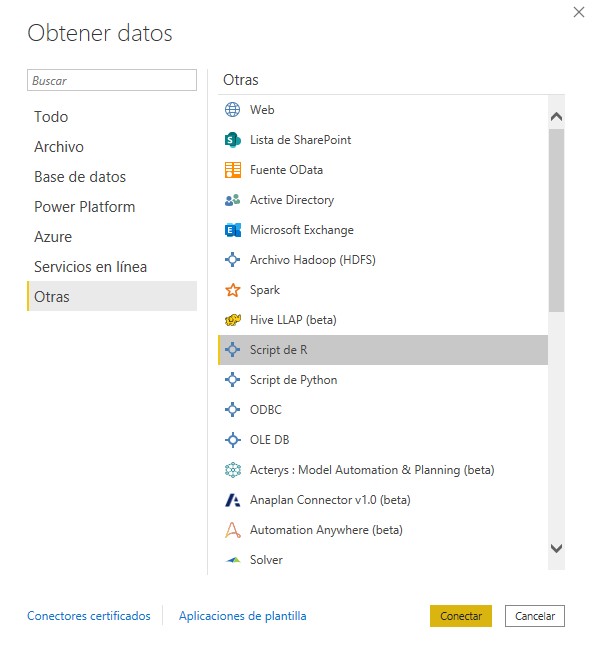 Obtener datos
Buscar
Todo
Archivo
Base de datos
Power Platform
Azure
Servicios en línea
Otras
Otras
Web
Lista de SharePoint
Fuente OData
Active Directory
Microsoft Exchange
Archivo Hadoop (HDFS)
Spark
Hive LLAP (beta)
Script de R
Script de Python
ODBC
OLE DB
Acterys : Model Automation & Planning (beta)
Anaplan Connector v1.0 (beta)
Automation Anywhere (beta)
Solver
Conectores certificados
Aplicaciones de plantilla
Conectar
Cancelar